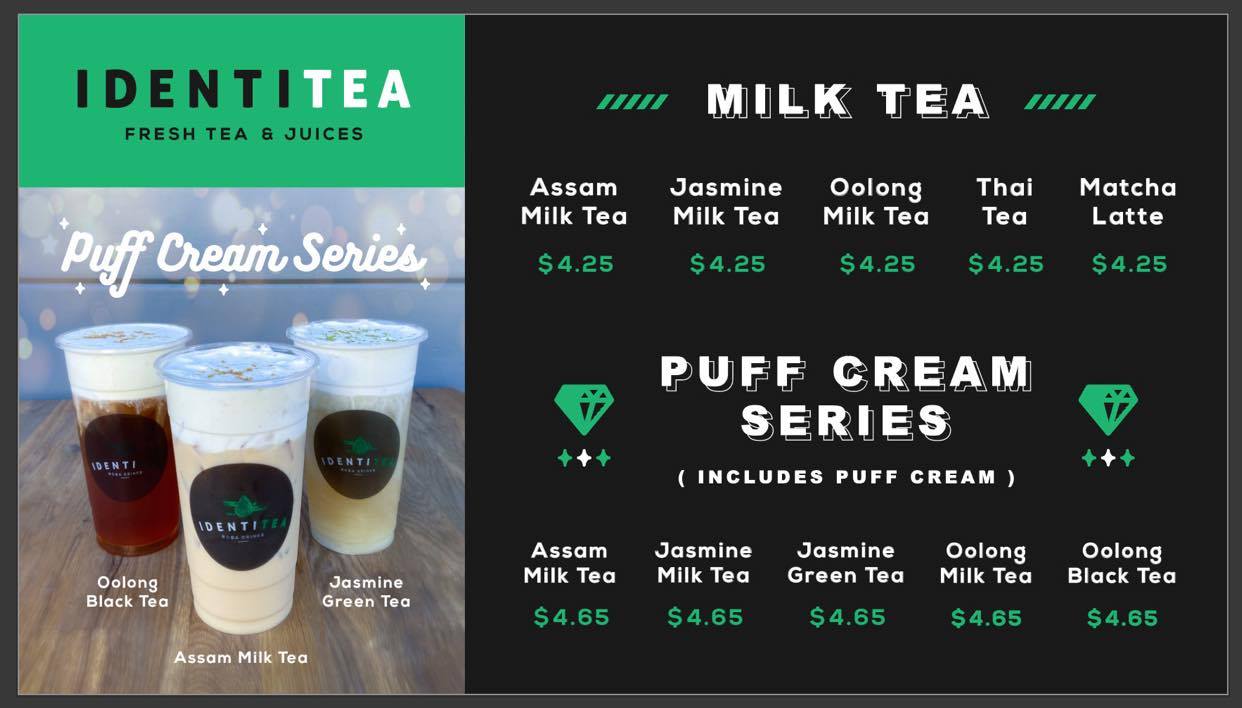 IDENTITEA
FRESH TEA & JUICES
Puff Cream Series
IDENTI
IDENTITEA
BOBA DRINKS
IDENTITEA
BOBA DRINKS
Oolong
Black Tea
Jasmine
Green Tea
Assam Milk Tea
MILK TEA
Assam
Milk Tea
$4.25
Jasmine
Milk Tea
$4.25
Oolong
Milk Tea
$4.25
Thai
Tea
$4.25
Matcha
Latte
$4.25
PUFF CREAM
SERIES
( INCLUDES PUFF CREAM )
Assam
Milk Tea
$4.65
Jasmine
Milk Tea
$4.65
Jasmine
Green Tea
$4.65
Oolong
Milk Tea
$4.65
Oolong
Black Tea
$4.65